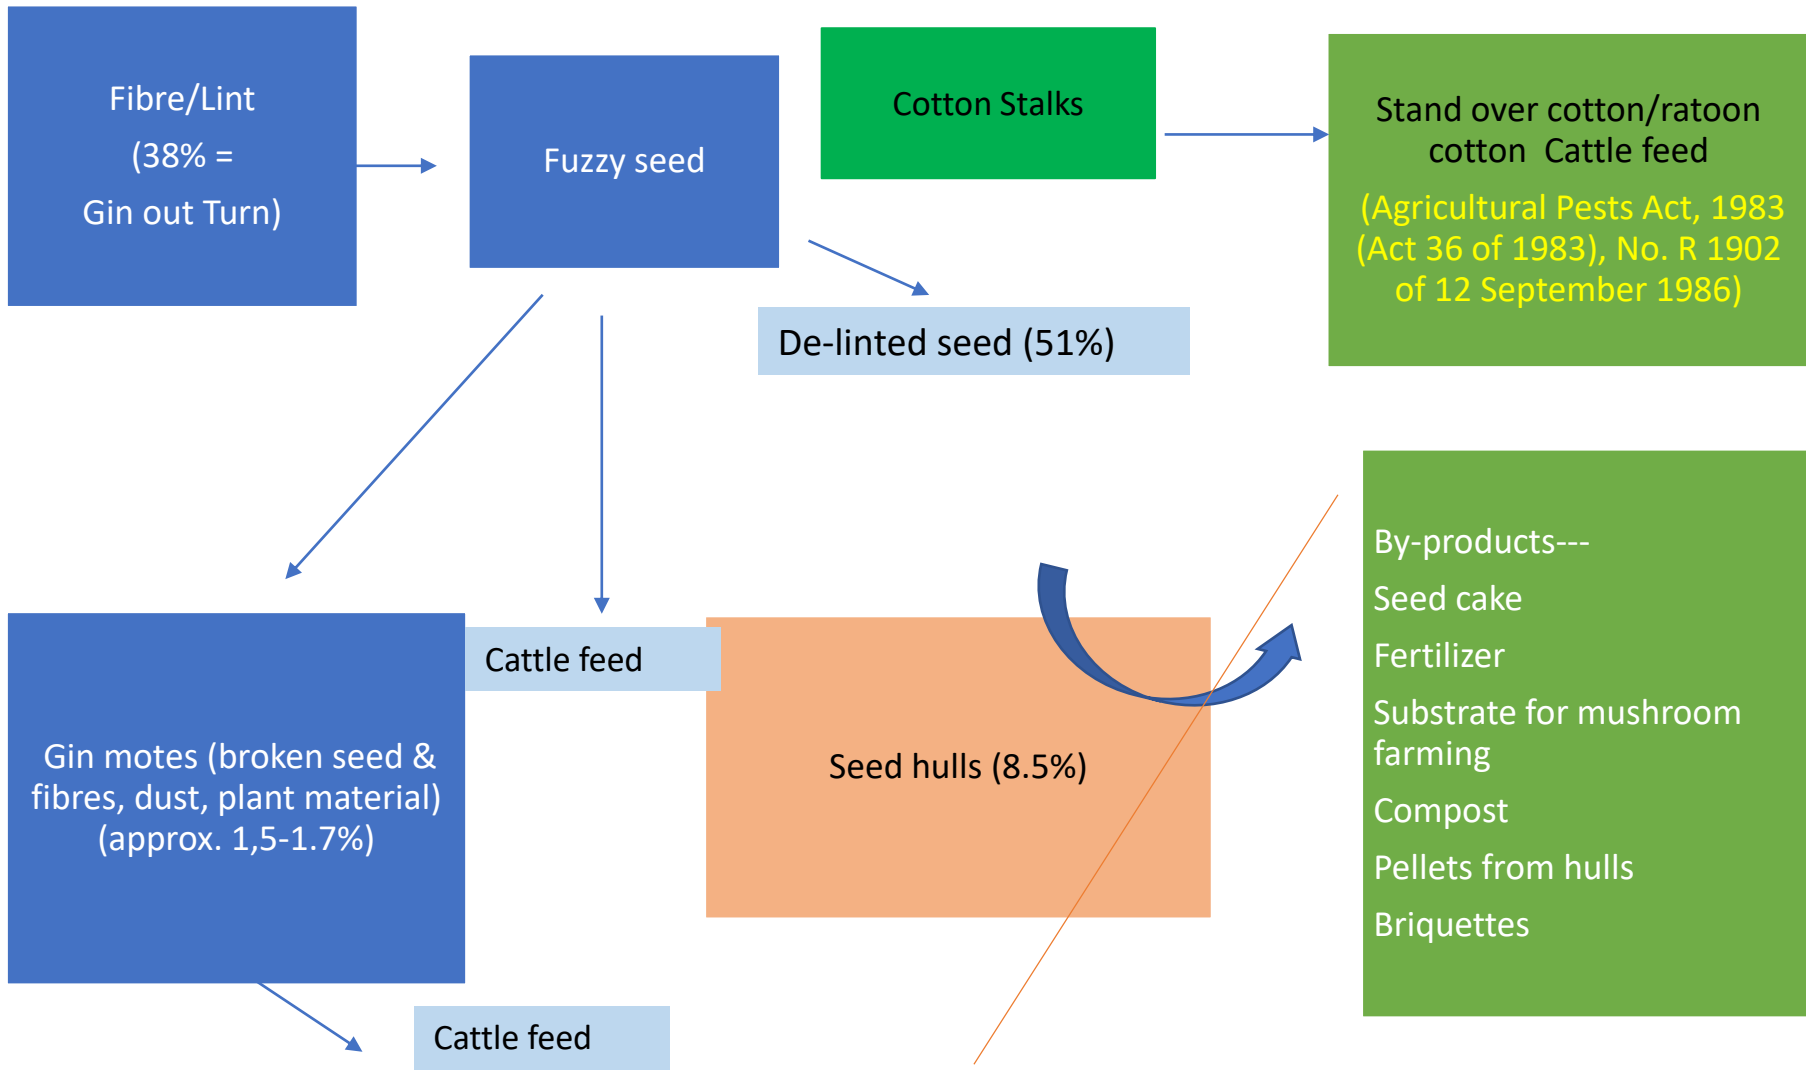 Fibre/Lint
(38% =
Gin out Turn)
Fuzzy seed
Cotton Stalks
Stand over cotton/ratoon
cotton  Cattle feed
(Agricultural Pests Act, 1983
(Act 36 of 1983), No. R 1902
of 12 September 1986)
De-linted seed (51%)
Gin motes (broken seed &
fibres, dust, plant material)
(approx. 1,5-1.7%)
Cattle feed
Seed hulls (8.5%)
By-products---
Seed cake
Fertilizer
Substrate for mushroom
farming
Compost
Pellets from hulls
Briquettes
Cattle feed